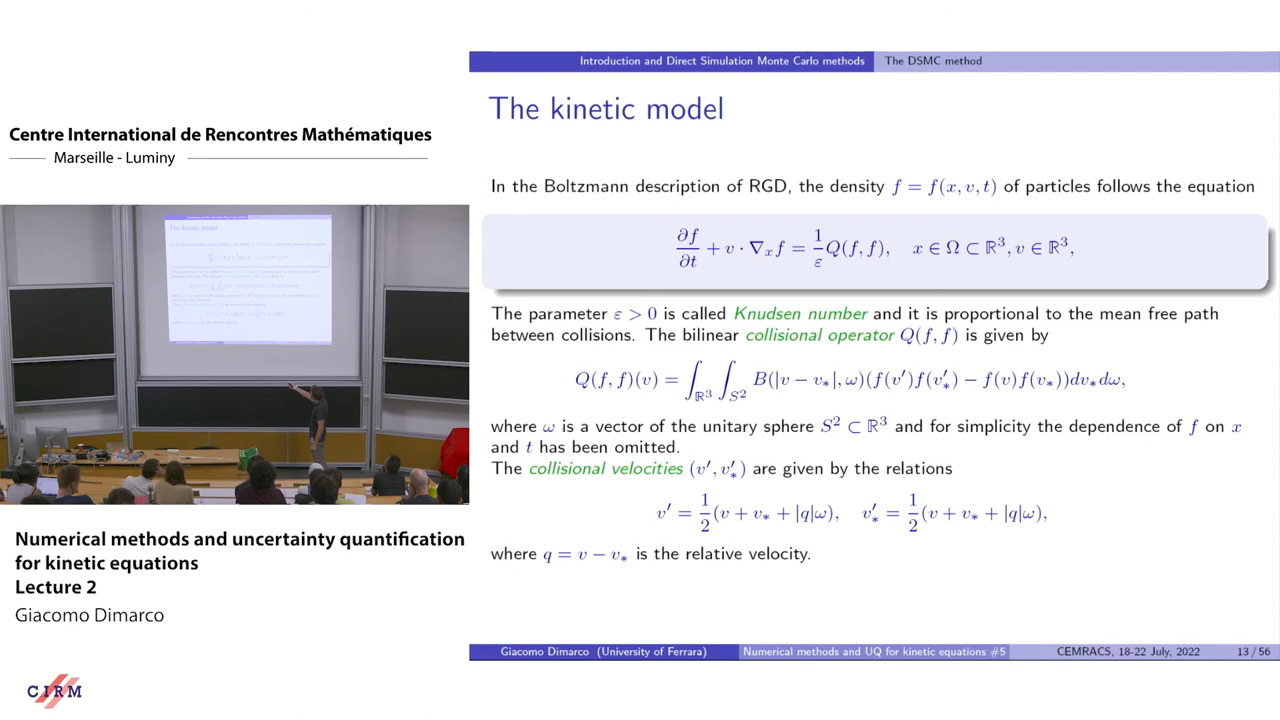 Centre International de Rencontres Mathématiques
Marseille - Luminy
Numerical methods and uncertainty quantification
for kinetic equations
Lecture 2
Giacomo Dimarco
CIRM
Introduction and Direct Simulation Monte Carlo methods The DSMC method
The kinetic model
In the Boltzmann description of RGD, the density f = f(x, v, t) of particles follows the equation
∂f/∂t + v · ∇ₓf = 1/ε Q(f, f), x ∈ Ω ⊂ ℝ³, v ∈ ℝ³,
The parameter ε > 0 is called Knudsen number and it is proportional to the mean free path
between collisions. The bilinear collisional operator Q(f, f) is given by
Q(f, f)(v) = ∫_ℝ³ ∫_S² B(|v − v∗|, ω)(f(v′)f(v′∗) − f(v)f(v∗))dv∗dω,
where ω is a vector of the unitary sphere S² ⊂ ℝ³ and for simplicity the dependence of f on x
and t has been omitted.
The collisional velocities (v′, v′∗) are given by the relations
v′ = 1/2 (v + v∗ + |q|ω), v′∗ = 1/2 (v + v∗ + |q|ω),
where q = v − v∗ is the relative velocity.
Giacomo Dimarco (University of Ferrara) Numerical methods and UQ for kinetic equations #5 CEMRACS, 18-22 July, 2022 13 / 56